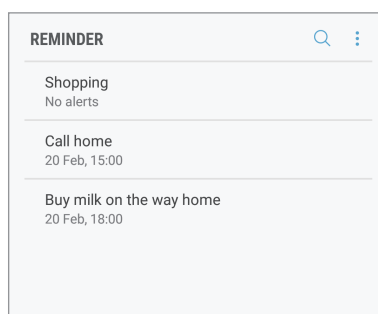 REMINDER
Shopping
No alerts
Call home
20 Feb, 15:00
Buy milk on the way home
20 Feb, 18:00